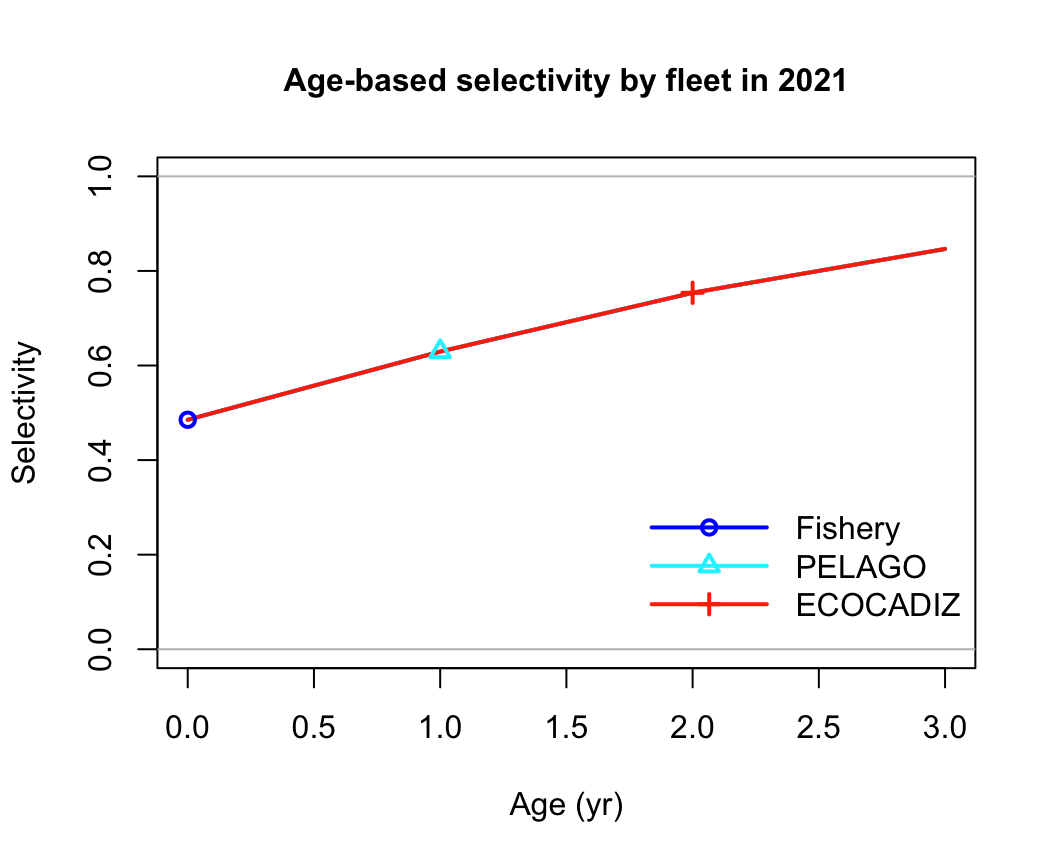 Age-based selectivity by fleet in 2021
Selectivity
1.0
0.8
0.6
0.4
0.2
0.0
Fishery
PELAGO
ECOCADIZ
0.0 0.5 1.0 1.5 2.0 2.5 3.0
Age (yr)